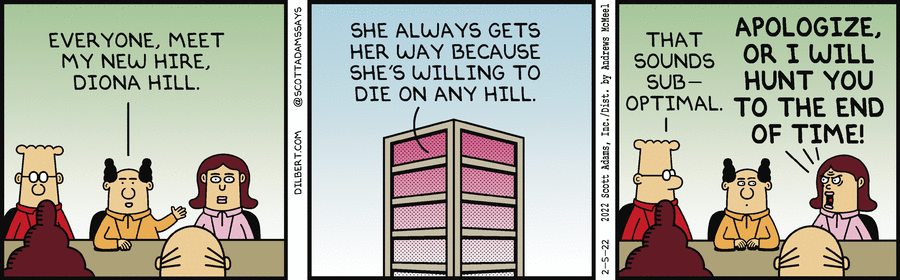 EVERYONE, MEET
MY NEW HIRE,
DIONA HILL.
DILBERT.COM @SCOTTADAMSSAYS
SHE ALWAYS GETS
HER WAY BECAUSE
SHE'S WILLING TO
DIE ON ANY HILL.
2-5-22 2022 Scott Adams, Inc./Dist. by Andrews McMeel
THAT
SOUNDS
SUB-
OPTIMAL.
APOLOGIZE,
OR I WILL
HUNT YOU
TO THE END
OF TIME!